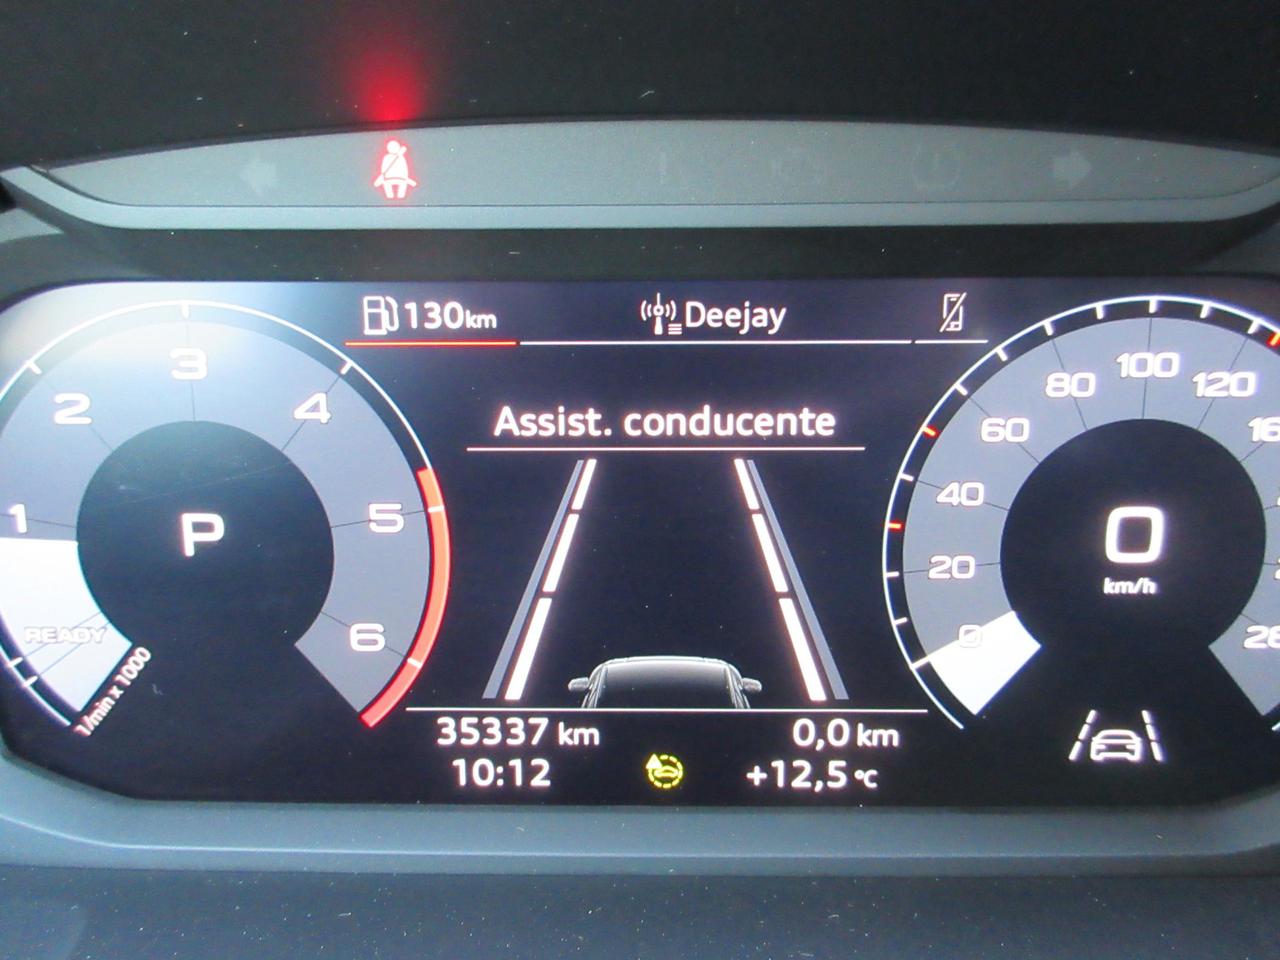 130km
Deejay
Assist. conducente
1
2
3
4
5
6
P
READY
1/min x 1000
0
20
40
60
80
100
120
0
km/h
35337 km
0,0 km
10:12
+12,5 °C